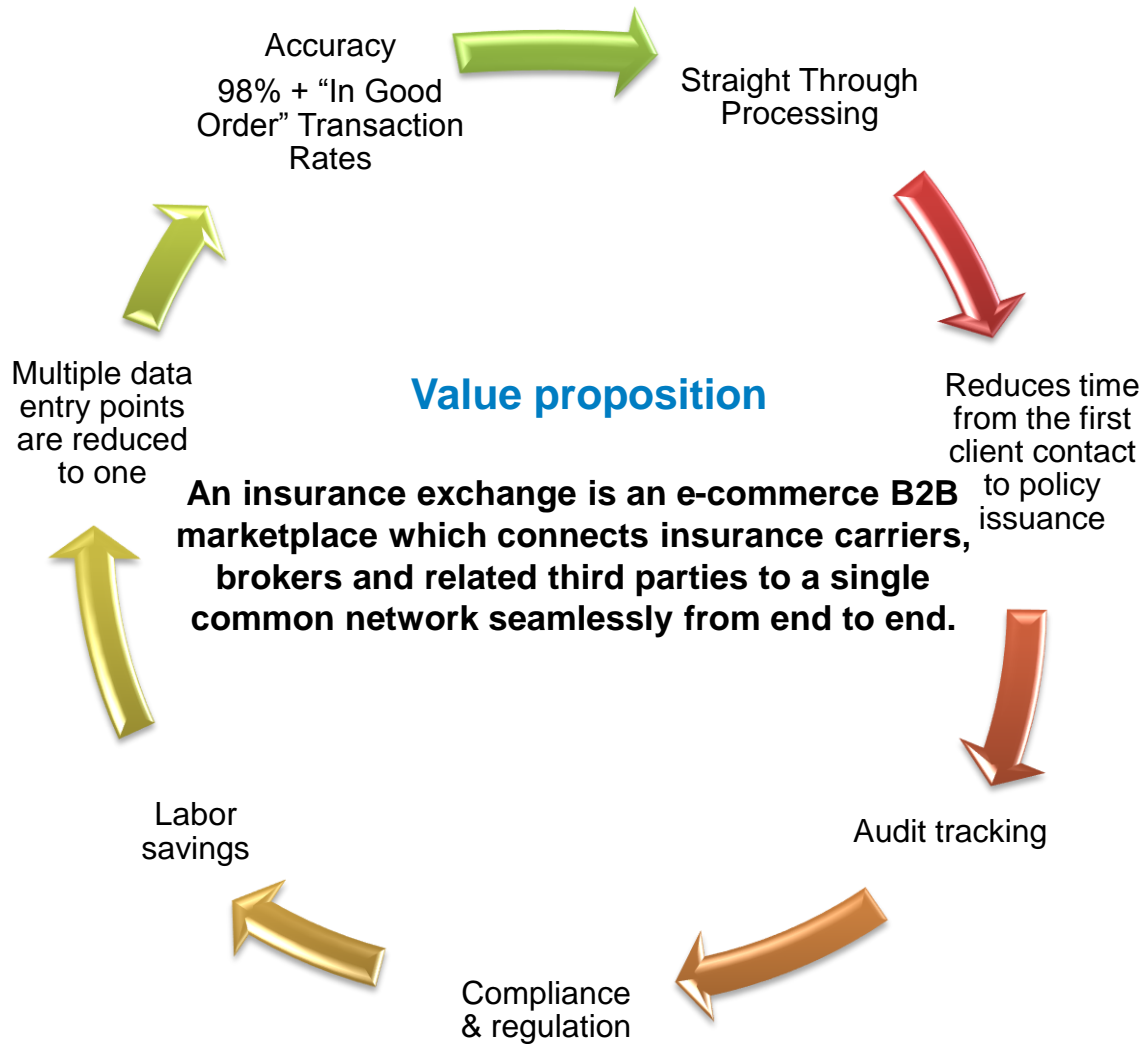 Accuracy
98% + “In Good
Order” Transaction
Rates
Straight Through
Processing
Reduces time
from the first
client contact
to policy
issuance
Audit tracking
Compliance
& regulation
Labor
savings
Multiple data
entry points
are reduced
to one
Value proposition
An insurance exchange is an e-commerce B2B
marketplace which connects insurance carriers,
brokers and related third parties to a single
common network seamlessly from end to end.